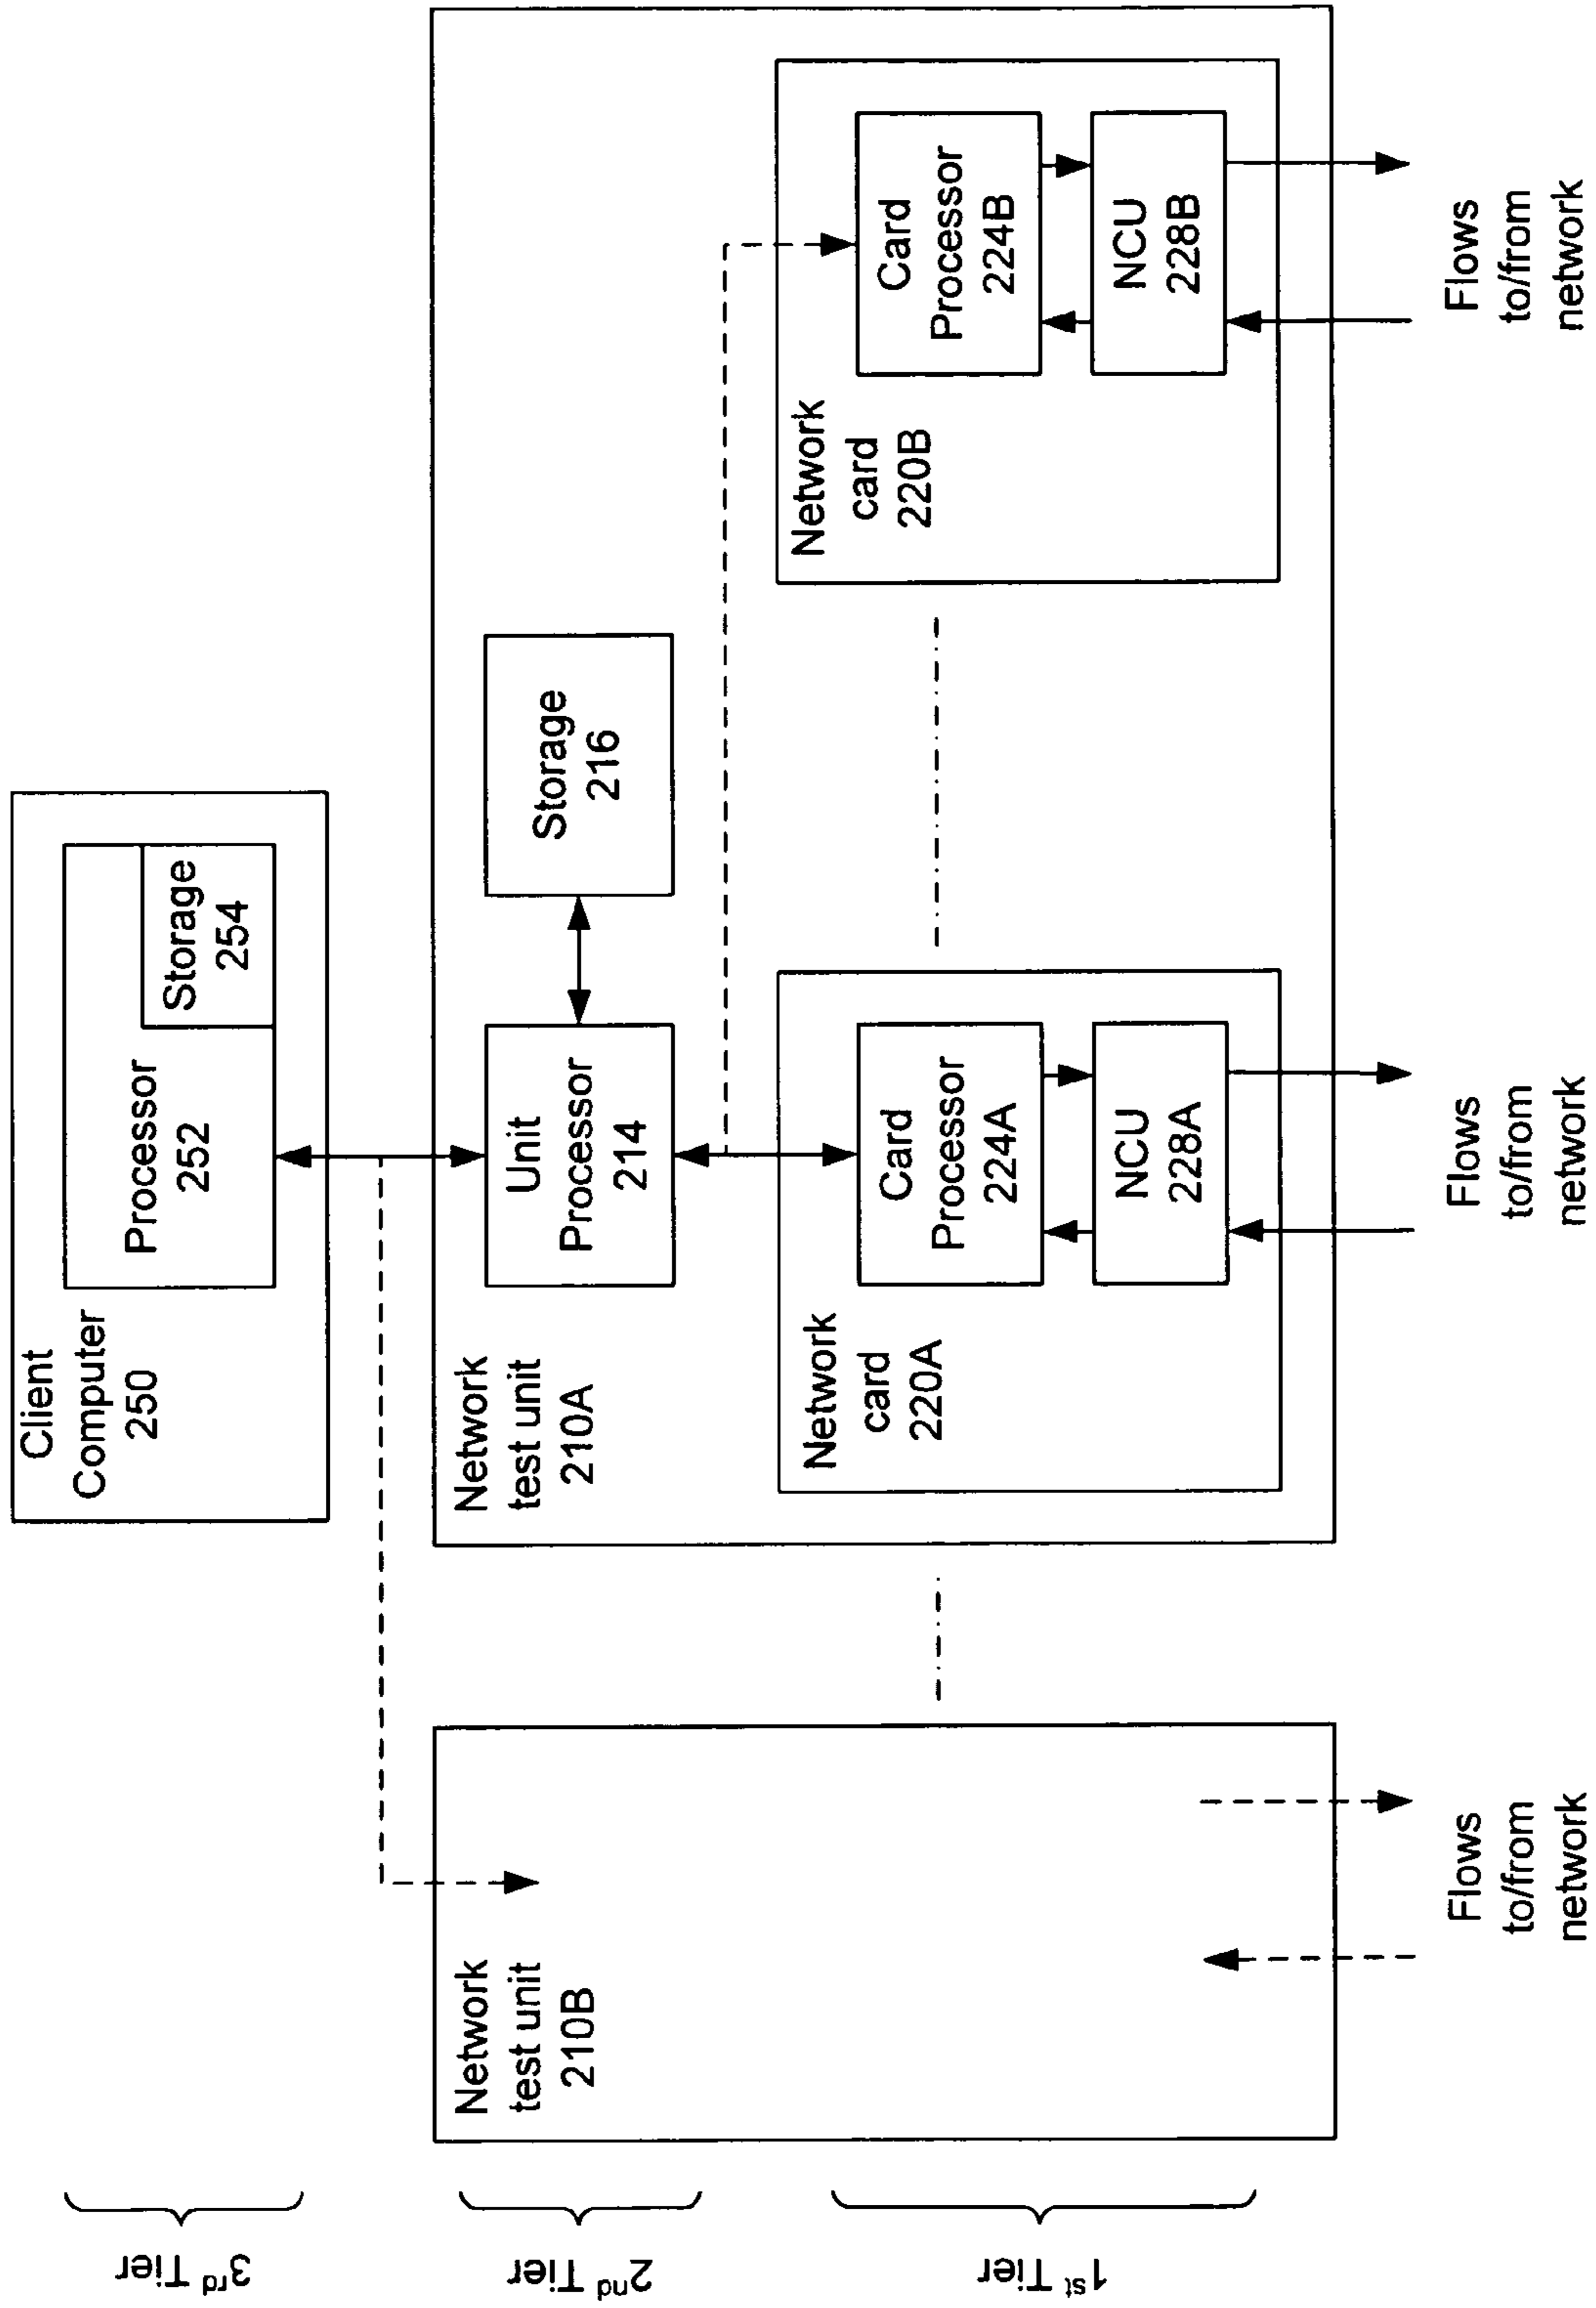 3rd Tier
2nd Tier
1st Tier
Client
Computer
250
Processor
252
Storage
254
Network
test unit
210B
Network
test unit
210A
Unit
Processor
214
Storage
216
Network
card
220A
Card
Processor
224A
NCU
228A
Network
card
220B
Card
Processor
224B
NCU
228B
Flows
to/from
network
Flows
to/from
network
Flows
to/from
network